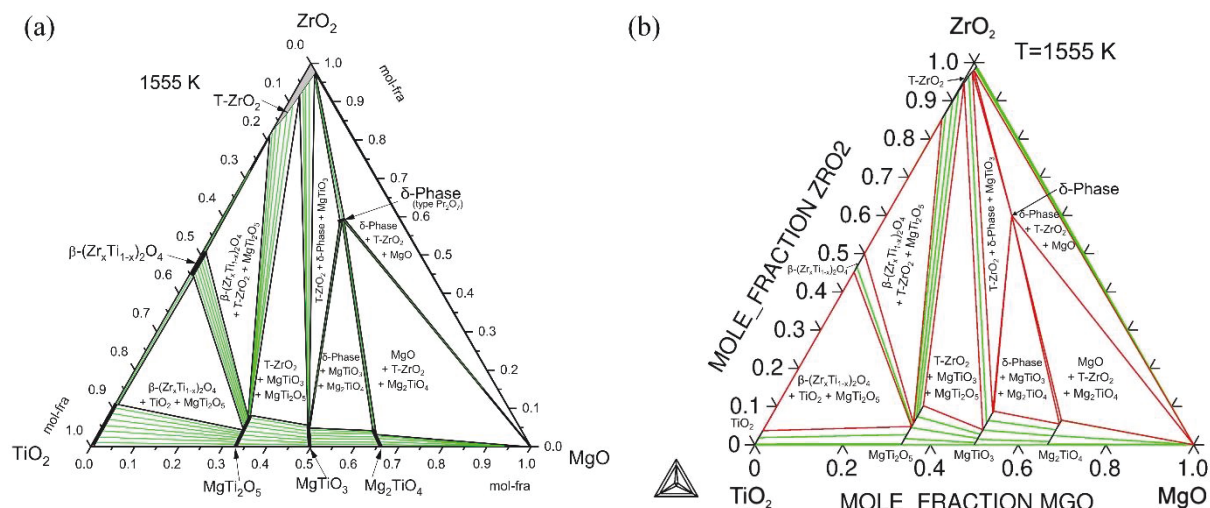 (a)
ZrO₂
1555 K
0.0
1.0
mol-fra
0.1
0.9
T-ZrO₂
0.2
0.8
0.3
0.7
0.4
δ-Phase
(type Pr₂O₇)
0.6
0.5
β-(ZrₓTi₁₋ₓ)₂O₄
0.6
β-(ZrₓTi₁₋ₓ)₂O₄
+ T-ZrO₂ + MgTi₂O₅
T-ZrO₂ + δ-Phase + MgTiO₃
δ-Phase
+ T-ZrO₂
+ MgO
0.5
0.7
0.4
0.8
0.3
0.9
β-(ZrₓTi₁₋ₓ)₂O₄
+ TiO₂ + MgTi₂O₅
T-ZrO₂
+ MgTiO₃
+ MgTi₂O₅
δ-Phase
+ MgTiO₃
+ Mg₂TiO₄
MgO
+ T-ZrO₂
+ Mg₂TiO₄
0.2
mol-fra
1.0
0.1
0.0
TiO₂
MgO
0.0 0.1 0.2 0.3 0.4 0.5 0.6 0.7 0.8 0.9 1.0
mol-fra
MgTi₂O₅
MgTiO₃
Mg₂TiO₄
(b)
ZrO₂
T=1555 K
1.0
T-ZrO₂
0.9
0.8
0.7
0.6
0.5
0.4
0.3
0.2
0.1
0
MOLE_FRACTION ZRO2
δ-Phase
δ-Phase
+ T-ZrO₂
+ MgO
β-(ZrₓTi₁₋ₓ)₂O₄
β-(ZrₓTi₁₋ₓ)₂O₄
+ T-ZrO₂ + MgTi₂O₅
T-ZrO₂ + δ-Phase + MgTiO₃
β-(ZrₓTi₁₋ₓ)₂O₄
+ TiO₂ + MgTi₂O₅
T-ZrO₂
+ MgTiO₃
+ MgTi₂O₅
δ-Phase
+ MgTiO₃
+ Mg₂TiO₄
MgO
+ T-ZrO₂
+ Mg₂TiO₄
TiO₂
MgTi₂O₅
MgTiO₃
Mg₂TiO₄
0 0.2 0.4 0.6 0.8 1.0
TiO₂
MOLE_FRACTION MGO
MgO